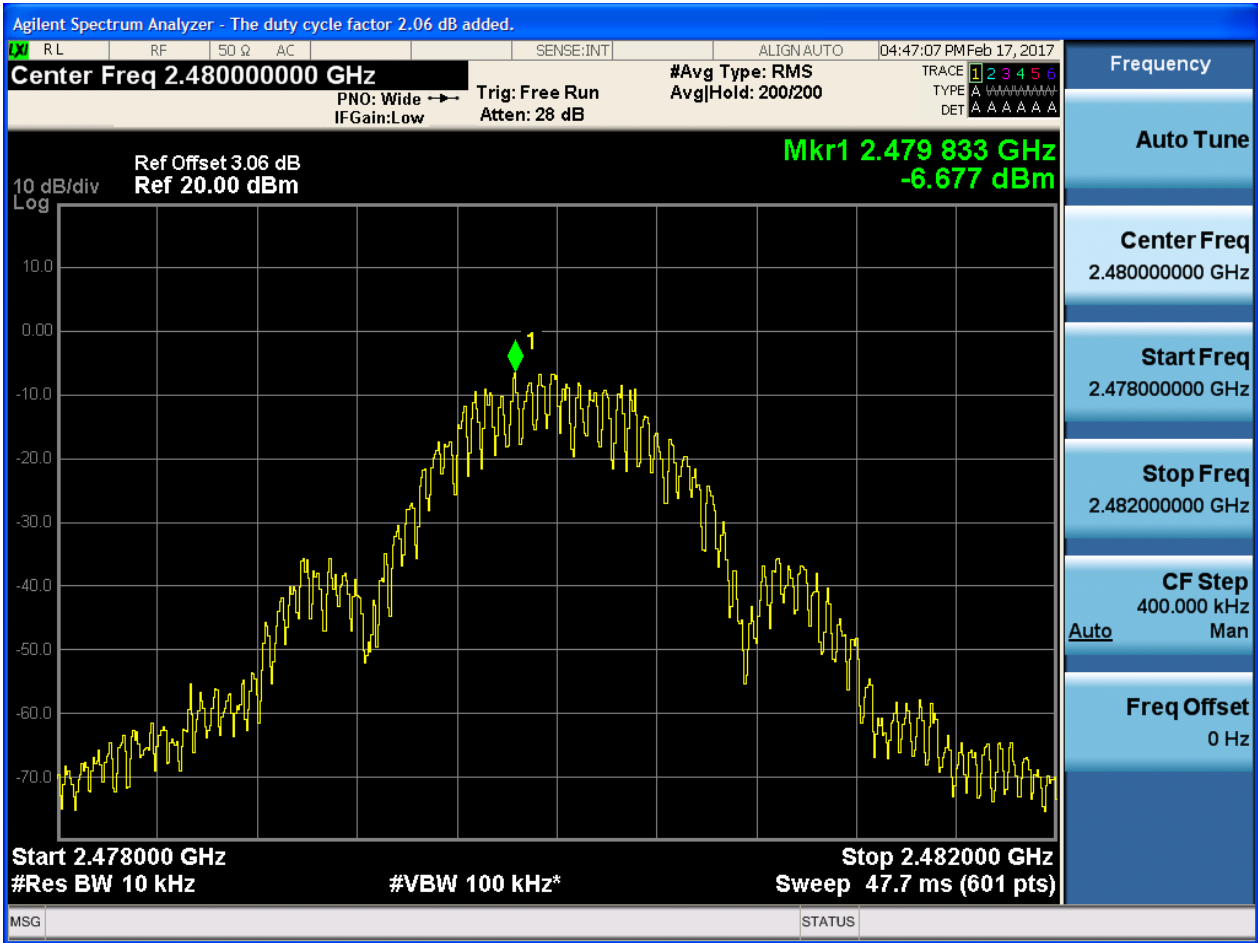 Agilent Spectrum Analyzer - The duty cycle factor 2.06 dB added.
LXI RL RF 50 Ω AC SENSE:INT ALIGNAUTO 04:47:07 PM Feb 17, 2017
Center Freq 2.480000000 GHz
PNO: Wide
IFGain:Low
Trig: Free Run
Atten: 28 dB
#Avg Type: RMS
Avg|Hold: 200/200
TRACE 1 2 3 4 5 6
TYPE A WWWWWW
DET A A A A A A
Mkr1 2.479 833 GHz
-6.677 dBm
Ref Offset 3.06 dB
10 dB/div Ref 20.00 dBm
Log
10.0
0.00
-10.0
-20.0
-30.0
-40.0
-50.0
-60.0
-70.0
1
Start 2.478000 GHz Stop 2.482000 GHz
#Res BW 10 kHz #VBW 100 kHz* Sweep 47.7 ms (601 pts)
MSG STATUS
Frequency
Auto Tune
Center Freq
2.480000000 GHz
Start Freq
2.478000000 GHz
Stop Freq
2.482000000 GHz
CF Step
400.000 kHz
Auto Man
Freq Offset
0 Hz